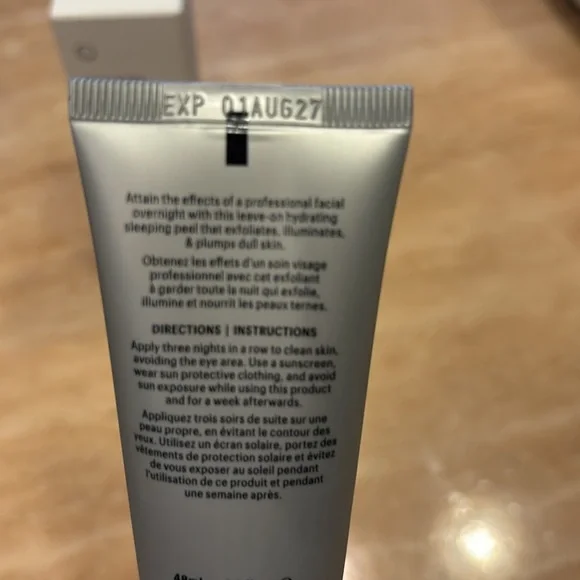 EXP 01AUG27
Attain the effects of a professional facial
overnight with this leave-on hydrating
sleeping peel that exfoliates, illuminates,
& plumps dull skin.
Obtenez les effets d'un soin visage
professionnel avec cet exfoliant
à garder toute la nuit qui exfolie,
illumine et nourrit les peaux ternes.
DIRECTIONS | INSTRUCTIONS
Apply three nights in a row to clean skin,
avoiding the eye area. Use a sunscreen,
wear sun protective clothing, and avoid
sun exposure while using this product
and for a week afterwards.
Appliquez trois soirs de suite sur une
peau propre, en évitant le contour des
yeux. Utilisez un écran solaire, portez des
vêtements de protection solaire et évitez
de vous exposer au soleil pendant
l'utilisation de ce produit et pendant
une semaine après.